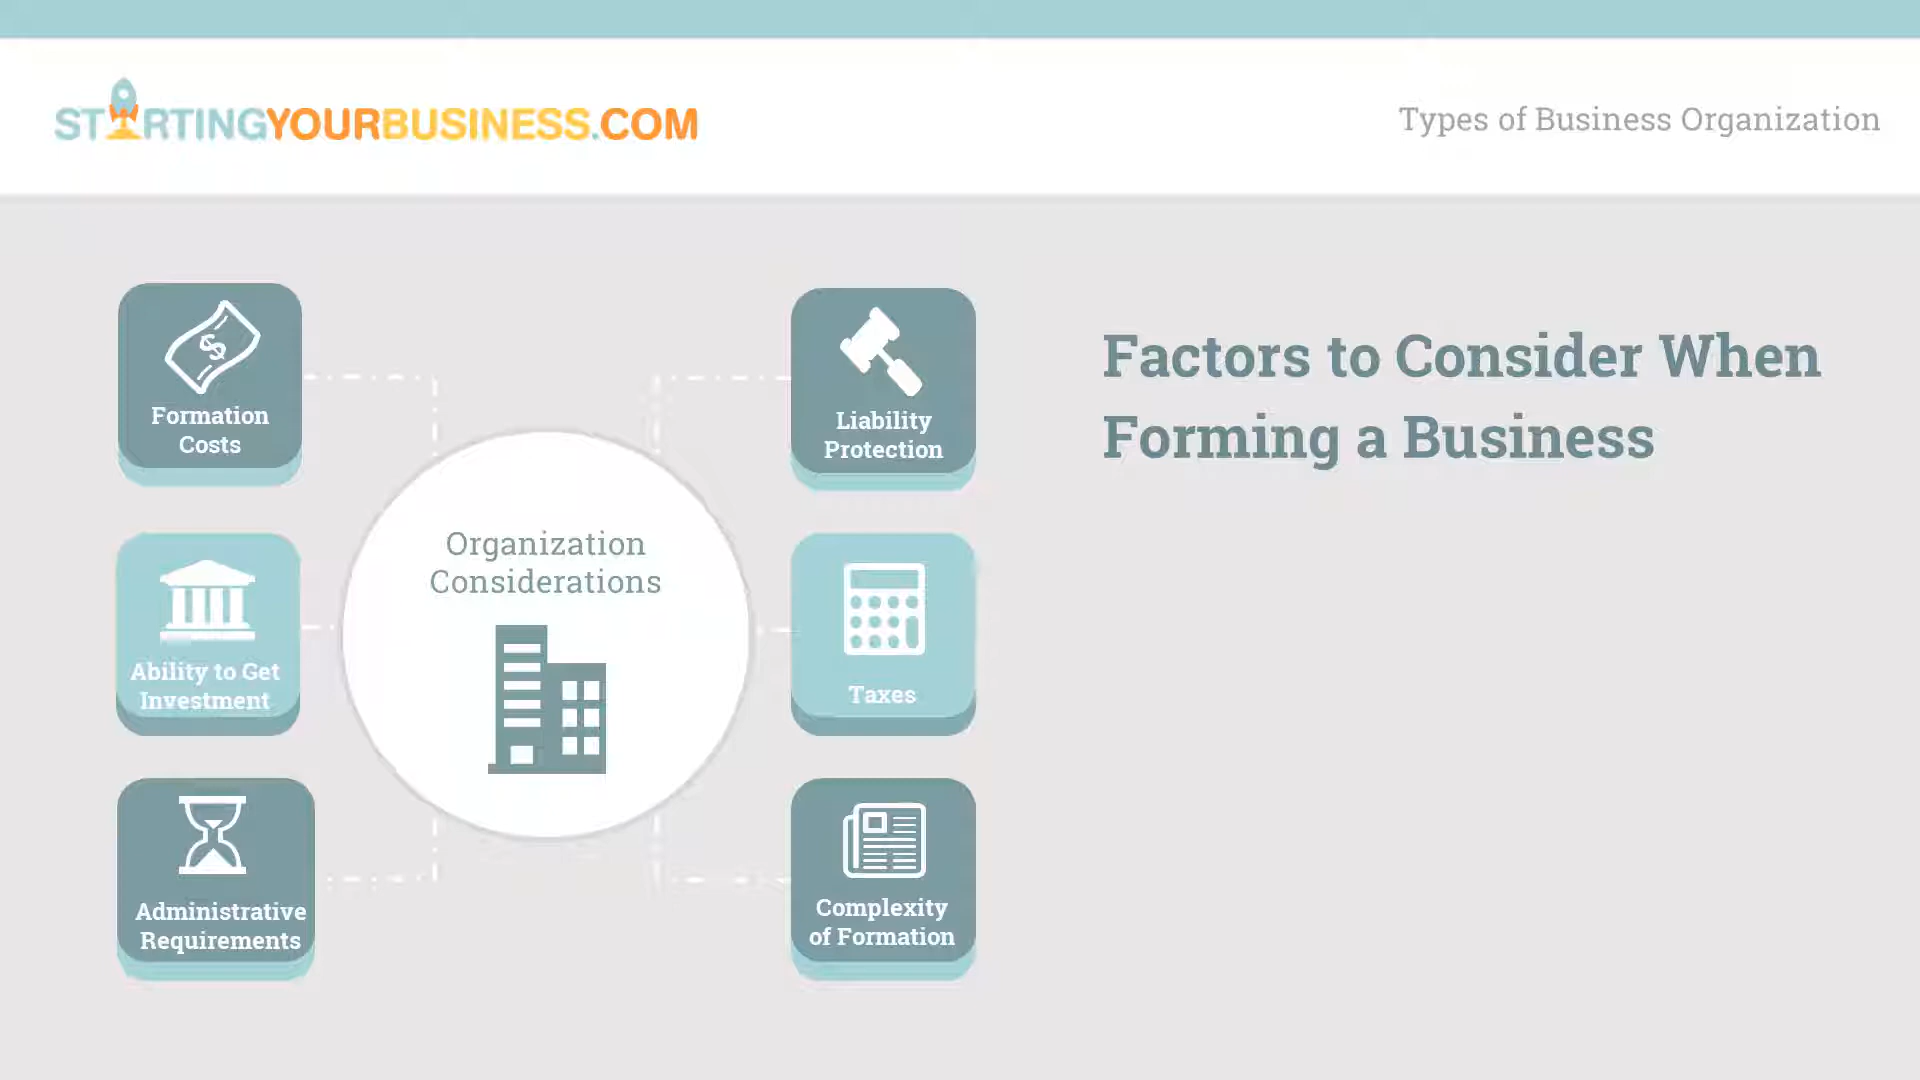 STARTINGYOURBUSINESS.COM
Types of Business Organization
Formation
Costs
Ability to Get
Investment
Administrative
Requirements
Organization
Considerations
Liability
Protection
Taxes
Complexity
of Formation
Factors to Consider When
Forming a Business